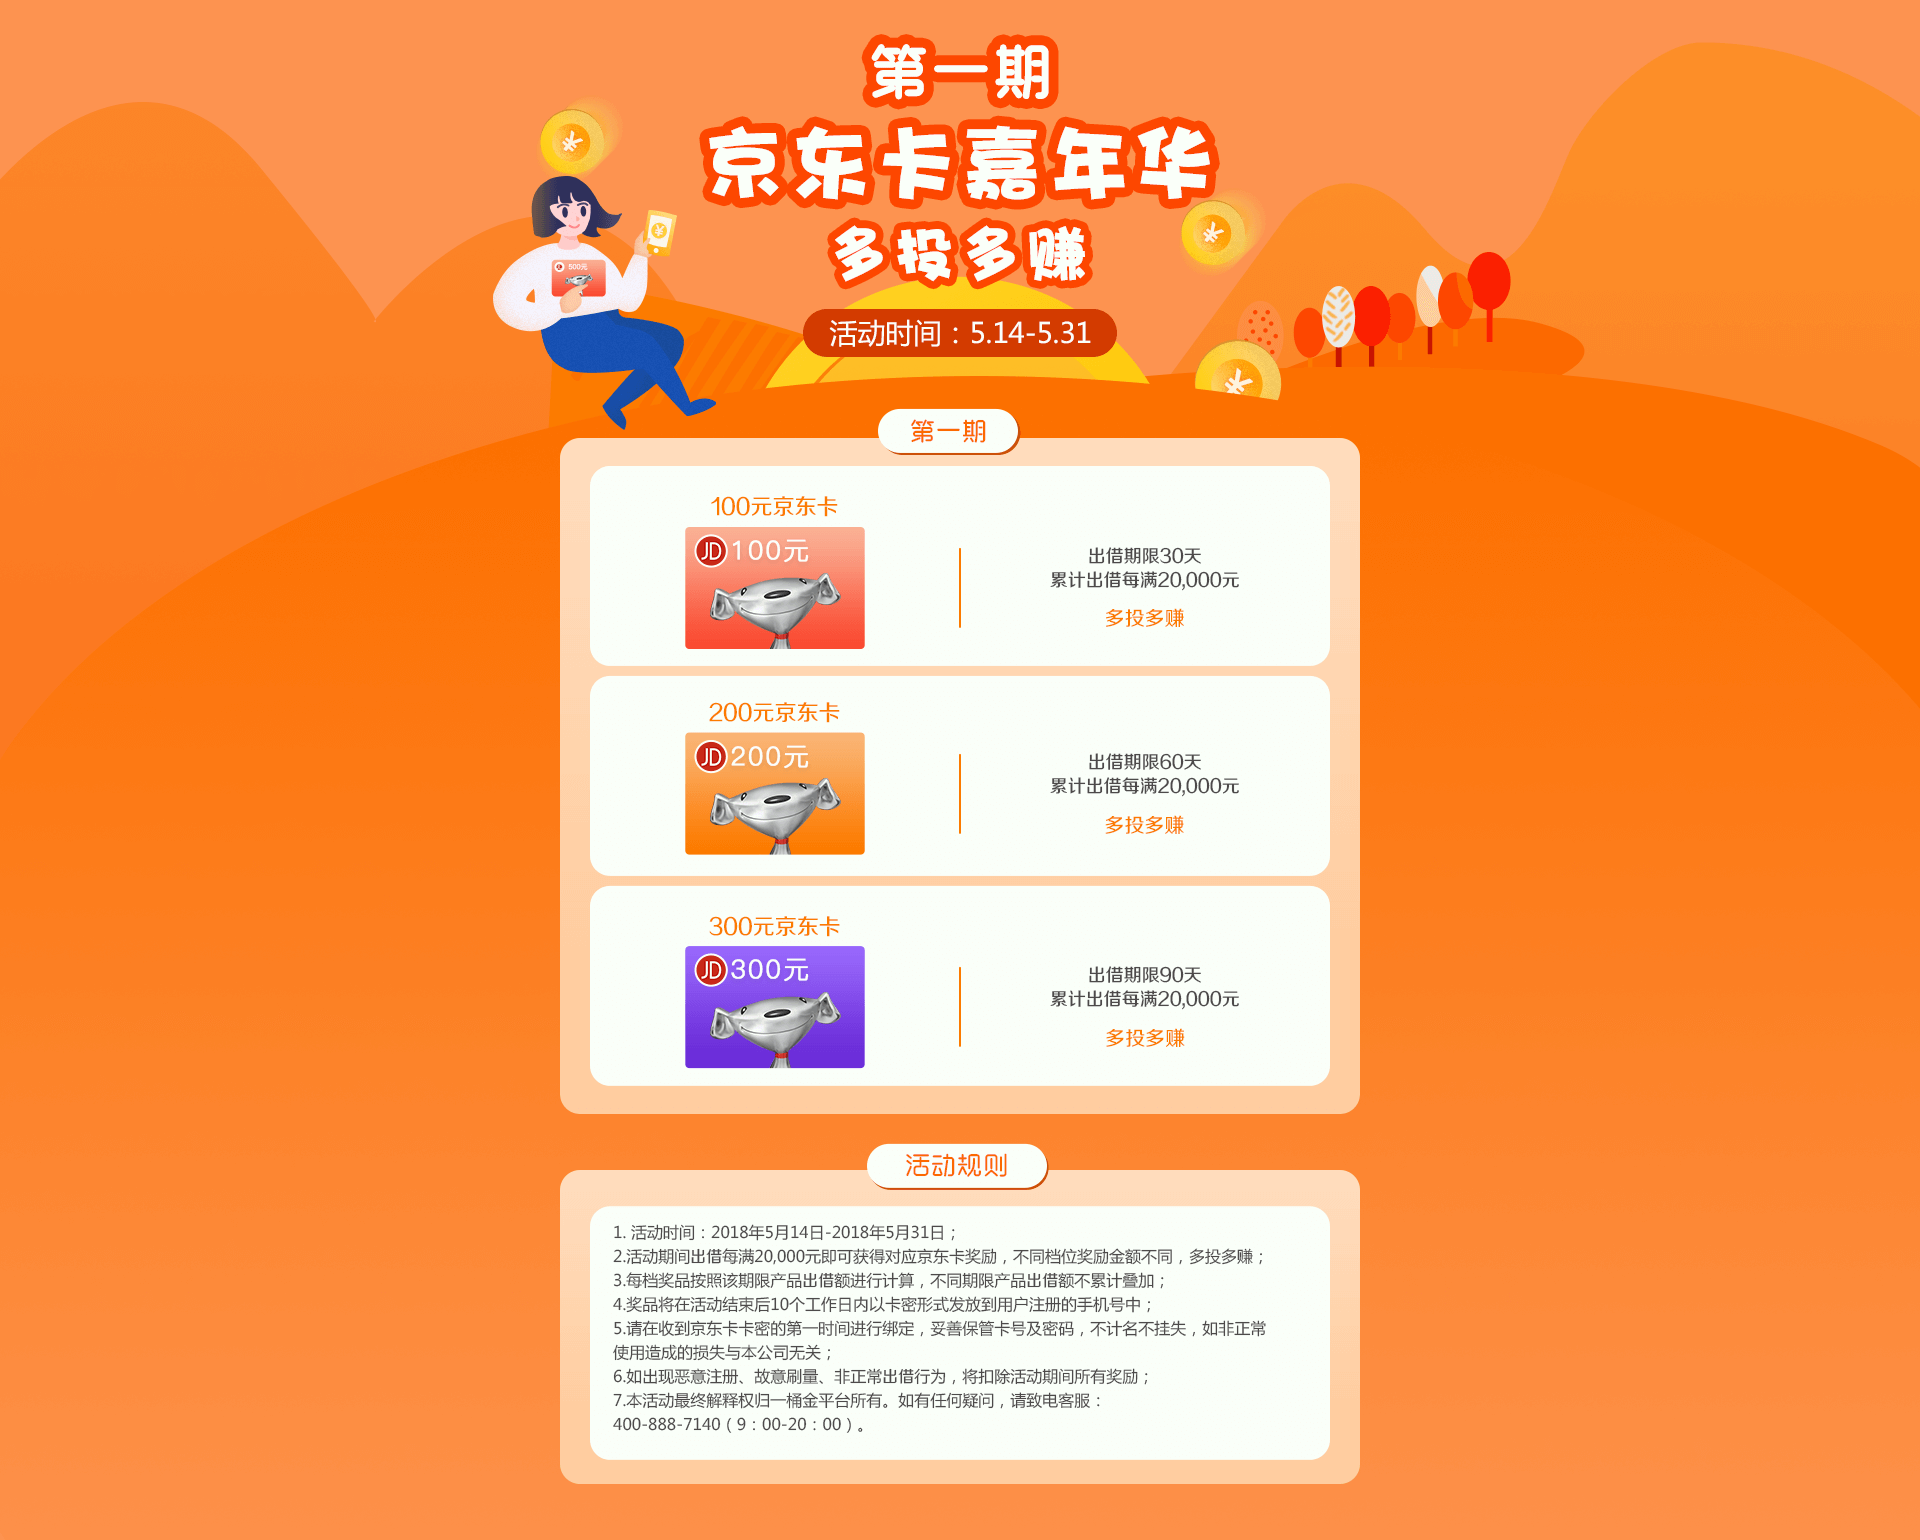 第一期
京东卡嘉年华
多投多赚
活动时间：5.14-5.31
500元
第一期
100元京东卡
JD 100元
出借期限30天
累计出借每满20,000元
多投多赚
200元京东卡
JD 200元
出借期限60天
累计出借每满20,000元
多投多赚
300元京东卡
JD 300元
出借期限90天
累计出借每满20,000元
多投多赚
活动规则
1. 活动时间：2018年5月14日-2018年5月31日；
2.活动期间出借每满20,000元即可获得对应京东卡奖励，不同档位奖励金额不同，多投多赚；
3.每档奖品按照该期限产品出借额进行计算，不同期限产品出借额不累计叠加；
4.奖品将在活动结束后10个工作日内以卡密形式发放到用户注册的手机号中；
5.请在收到京东卡卡密的第一时间进行绑定，妥善保管卡号及密码，不计名不挂失，如非正常
使用造成的损失与本公司无关；
6.如出现恶意注册、故意刷量、非正常出借行为，将扣除活动期间所有奖励；
7.本活动最终解释权归一桶金平台所有。如有任何疑问，请致电客服：
400-888-7140（9：00-20：00）。